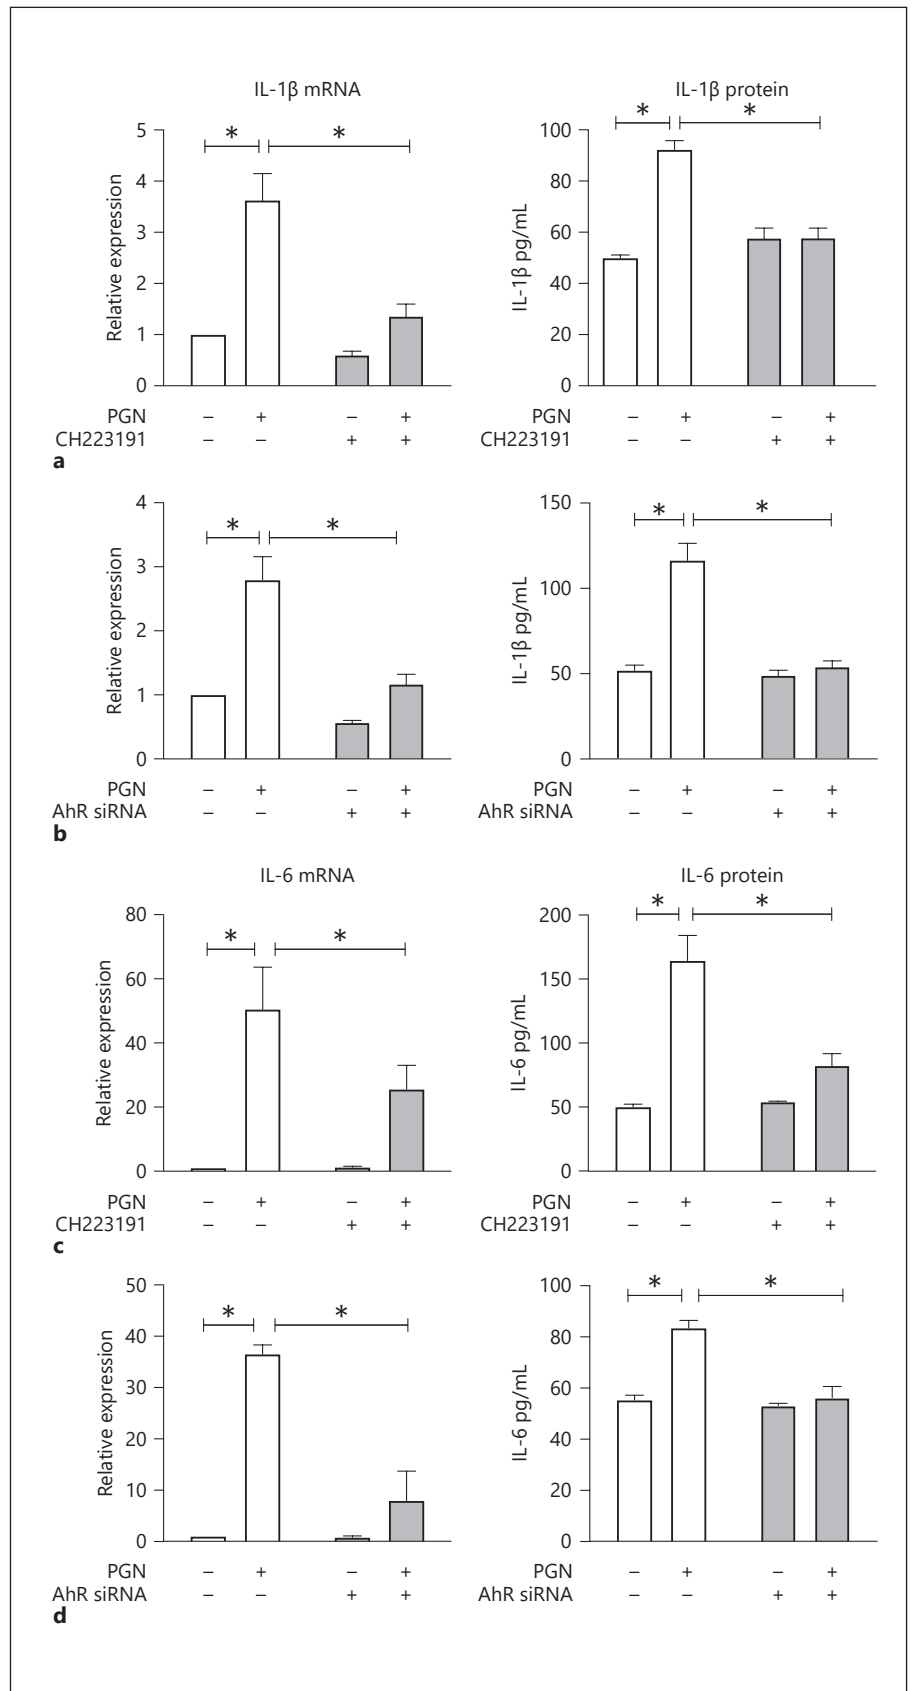 IL-1β mRNA
* *
5
4
3
2
1
0
Relative expression
PGN – + – +
CH223191 – – + +
IL-1β protein
* *
100
80
60
40
20
0
IL-1β pg/mL
PGN – + – +
CH223191 – – + +
a
* *
4
3
2
1
0
Relative expression
PGN – + – +
AhR siRNA – – + +
* *
150
100
50
0
IL-1β pg/mL
PGN – + – +
AhR siRNA – – + +
b
IL-6 mRNA
* *
80
60
40
20
0
Relative expression
PGN – + – +
CH223191 – – + +
IL-6 protein
* *
200
150
100
50
0
IL-6 pg/mL
PGN – + – +
CH223191 – – + +
c
* *
50
40
30
20
10
0
Relative expression
PGN – + – +
AhR siRNA – – + +
* *
100
80
60
40
20
0
IL-6 pg/mL
PGN – + – +
AhR siRNA – – + +
d